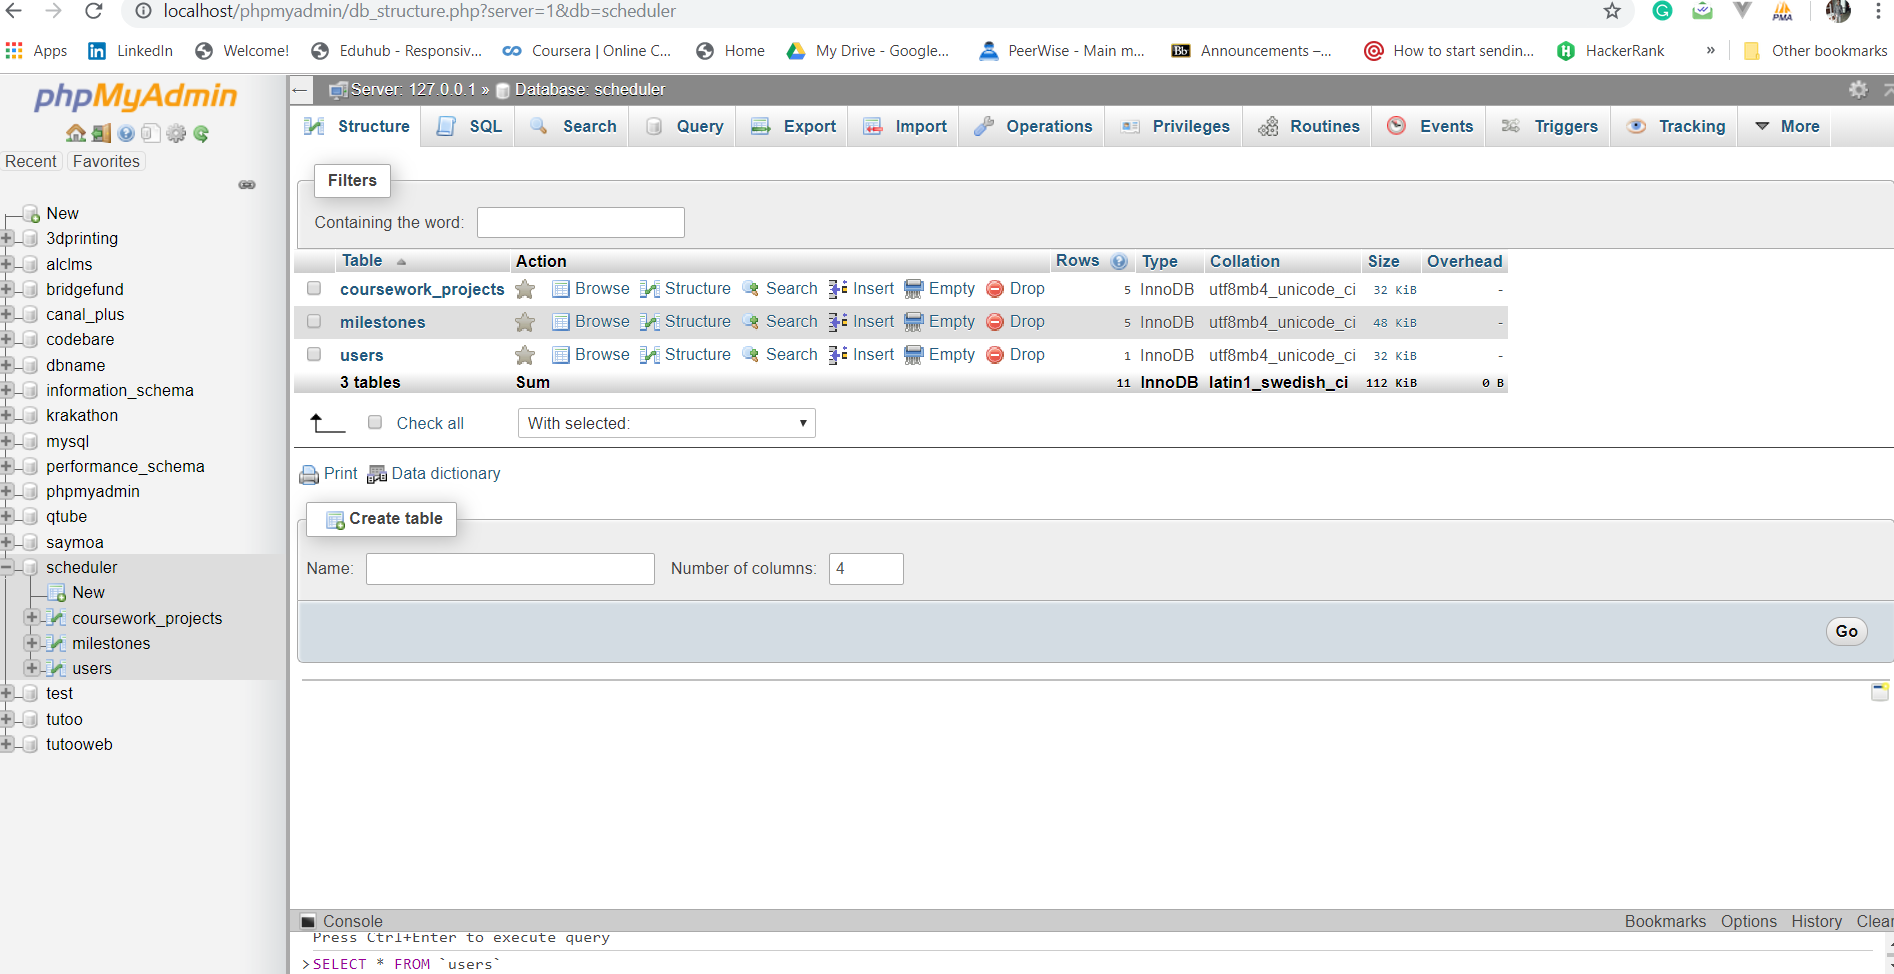 localhost/phpmyadmin/db_structure.php?server=1&db=scheduler
PMA
Apps LinkedIn Welcome! Eduhub - Responsiv... Coursera | Online C... Home My Drive - Google... PeerWise - Main m... Bb Announcements –... How to start sendin... HackerRank » Other bookmarks
phpMyAdmin
Recent Favorites
New
3dprinting
alclms
bridgefund
canal_plus
codebare
dbname
information_schema
krakathon
mysql
performance_schema
phpmyadmin
qtube
saymoa
scheduler
New
coursework_projects
milestones
users
test
tutoo
tutooweb
Server: 127.0.0.1 » Database: scheduler
Structure SQL Search Query Export Import Operations Privileges Routines Events Triggers Tracking More
Filters
Containing the word:
Table Action Rows Type Collation Size Overhead
coursework_projects Browse Structure Search Insert Empty Drop 5 InnoDB utf8mb4_unicode_ci 32 KiB -
milestones Browse Structure Search Insert Empty Drop 5 InnoDB utf8mb4_unicode_ci 48 KiB -
users Browse Structure Search Insert Empty Drop 1 InnoDB utf8mb4_unicode_ci 32 KiB -
3 tables Sum 11 InnoDB latin1_swedish_ci 112 KiB 0 B
Check all With selected:
Print Data dictionary
Create table
Name: Number of columns: 4
Go
Console Bookmarks Options History Clear
Press Ctrl+Enter to execute query
>SELECT * FROM `users`